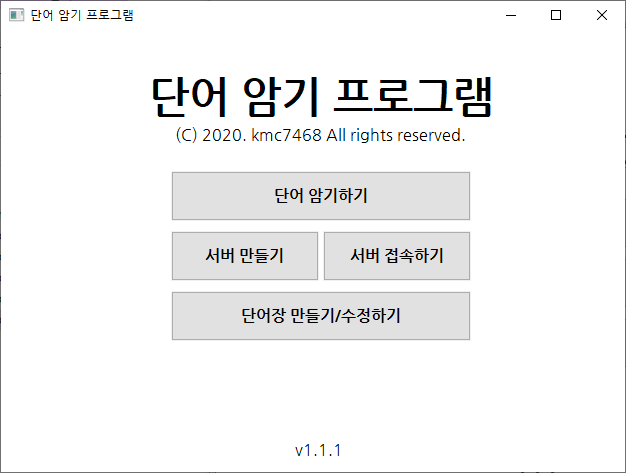 단어 암기 프로그램
단어 암기 프로그램
(C) 2020. kmc7468 All rights reserved.
단어 암기하기
서버 만들기 서버 접속하기
단어장 만들기/수정하기
v1.1.1